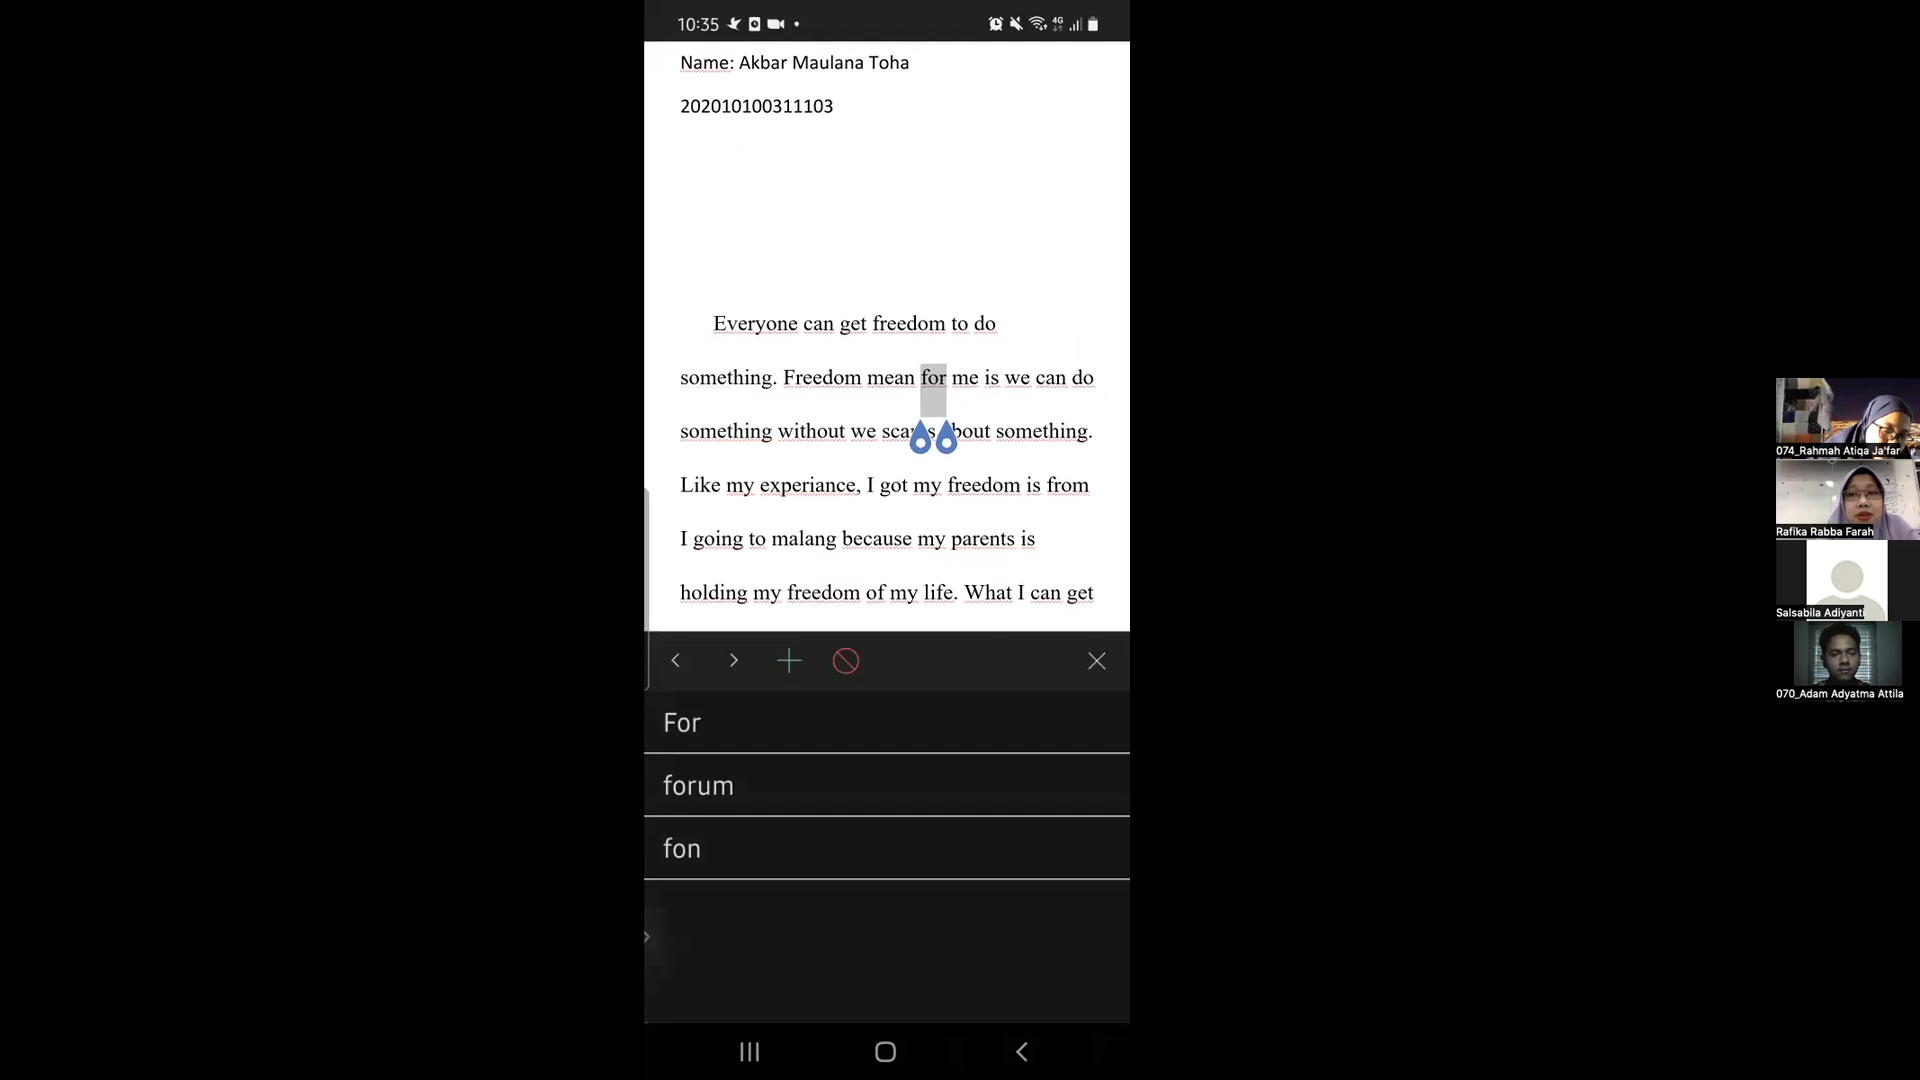 10:35
4G
Name: Akbar Maulana Toha
202010100311103
Everyone can get freedom to do
something. Freedom mean for me is we can do
something without we about something.
Like my experiance, I got my freedom is from
I going to malang because my parents is
holding my freedom of my life. What I can get
For
forum
fon
074_Rahmah Atiqa Ja'far
Rafika Rabba Farah
Salsabila Adiyanti
070_Adam Adyatma Attila